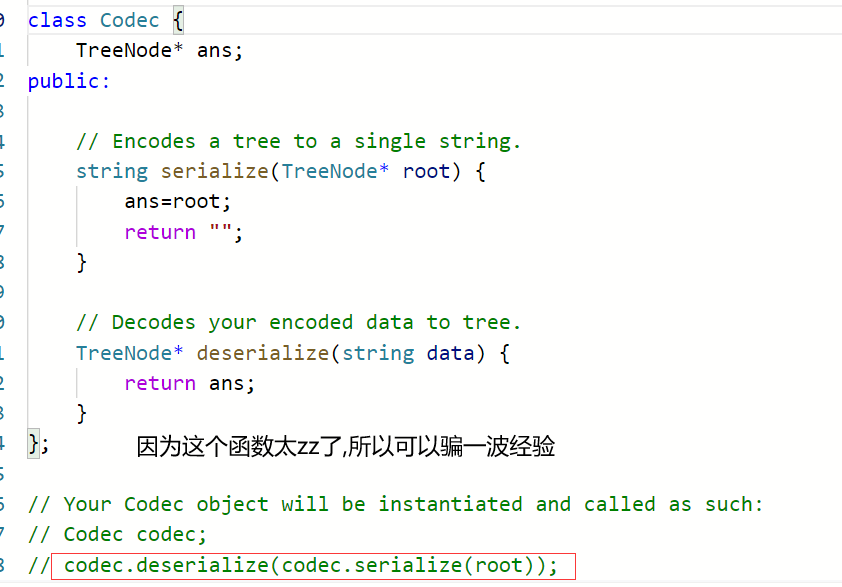 class Codec {
TreeNode* ans;
public:
// Encodes a tree to a single string.
string serialize(TreeNode* root) {
ans=root;
return "";
}
// Decodes your encoded data to tree.
TreeNode* deserialize(string data) {
return ans;
}
};
因为这个函数太zz了,所以可以骗一波经验
// Your Codec object will be instantiated and called as such:
// Codec codec;
// codec.deserialize(codec.serialize(root));